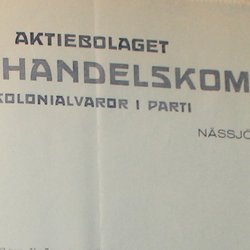 AKTIEBOLAGET
HANDELSKOM
KOLONIALVAROR I PARTI
NÄSSJÖ